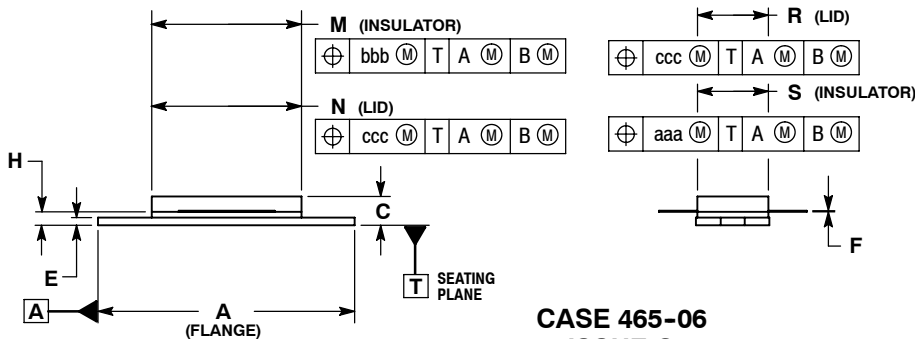 M (INSULATOR)
⌖ bbb Ⓜ T A Ⓜ B Ⓜ
N (LID)
⌖ ccc Ⓜ T A Ⓜ B Ⓜ
R (LID)
⌖ ccc Ⓜ T A Ⓜ B Ⓜ
S (INSULATOR)
⌖ aaa Ⓜ T A Ⓜ B Ⓜ
H
C
E
F
T SEATING
PLANE
A
A
(FLANGE)
CASE 465-06